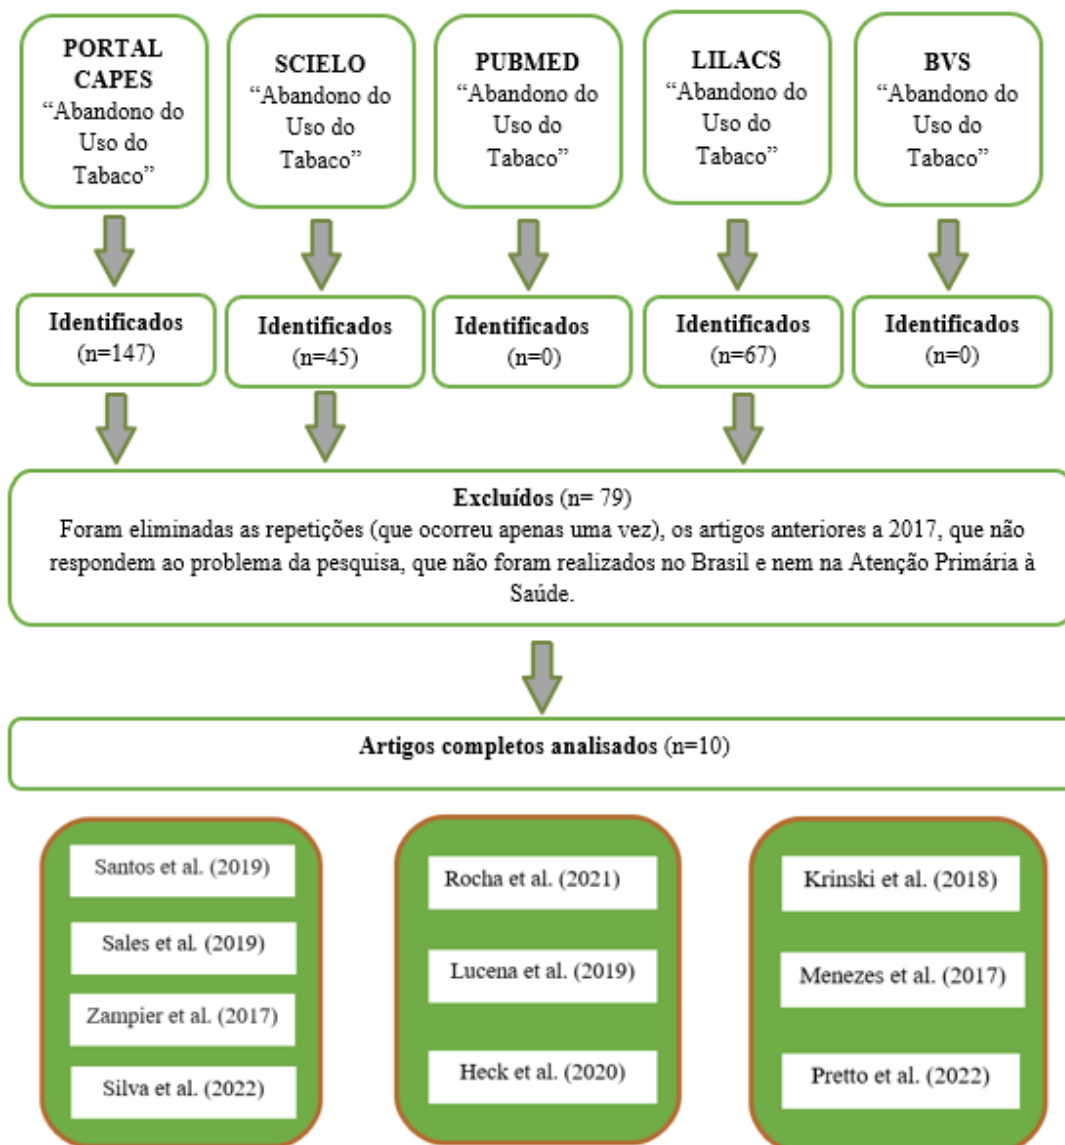 PORTAL
CAPES
“Abandono do
Uso do
Tabaco”
SCIELO
“Abandono do
Uso do
Tabaco”
PUBMED
“Abandono do
Uso do
Tabaco”
LILACS
“Abandono do
Uso do
Tabaco”
BVS
“Abandono do
Uso do
Tabaco”
Identificados
(n=147)
Identificados
(n=45)
Identificados
(n=0)
Identificados
(n=67)
Identificados
(n=0)
Excluídos (n= 79)
Foram eliminadas as repetições (que ocorreu apenas uma vez), os artigos anteriores a 2017, que não
respondem ao problema da pesquisa, que não foram realizados no Brasil e nem na Atenção Primária à
Saúde.
Artigos completos analisados (n=10)
Santos et al. (2019)
Sales et al. (2019)
Zampier et al. (2017)
Silva et al. (2022)
Rocha et al. (2021)
Lucena et al. (2019)
Heck et al. (2020)
Krinski et al. (2018)
Menezes et al. (2017)
Pretto et al. (2022)